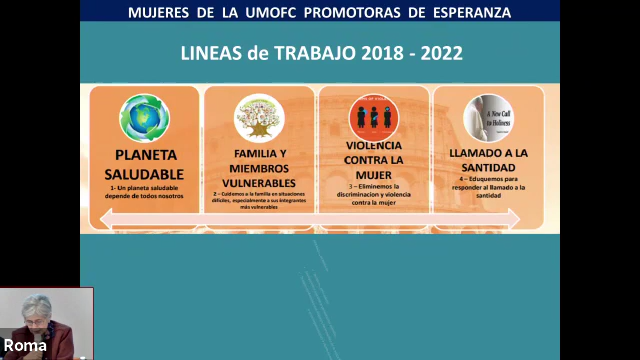 MUJERES DE LA UMOFC PROMOTORAS DE ESPERANZA
LINEAS de TRABAJO 2018 - 2022
PLANETA
SALUDABLE
1- Un planeta saludable
depende de todos nosotros
FAMILIA Y
MIEMBROS
VULNERABLES
2 – Cuidamos a la familia en situaciones
difíciles, especialmente a sus integrantes
más vulnerables
VIOLENCIA
CONTRA LA
MUJER
3 – Eliminemos la
discriminacion y violencia
contra la mujer
A New Call
to Holiness
LLAMADO A LA
SANTIDAD
4 – Eduquemos para
responder al llamado a la
santidad
Roma